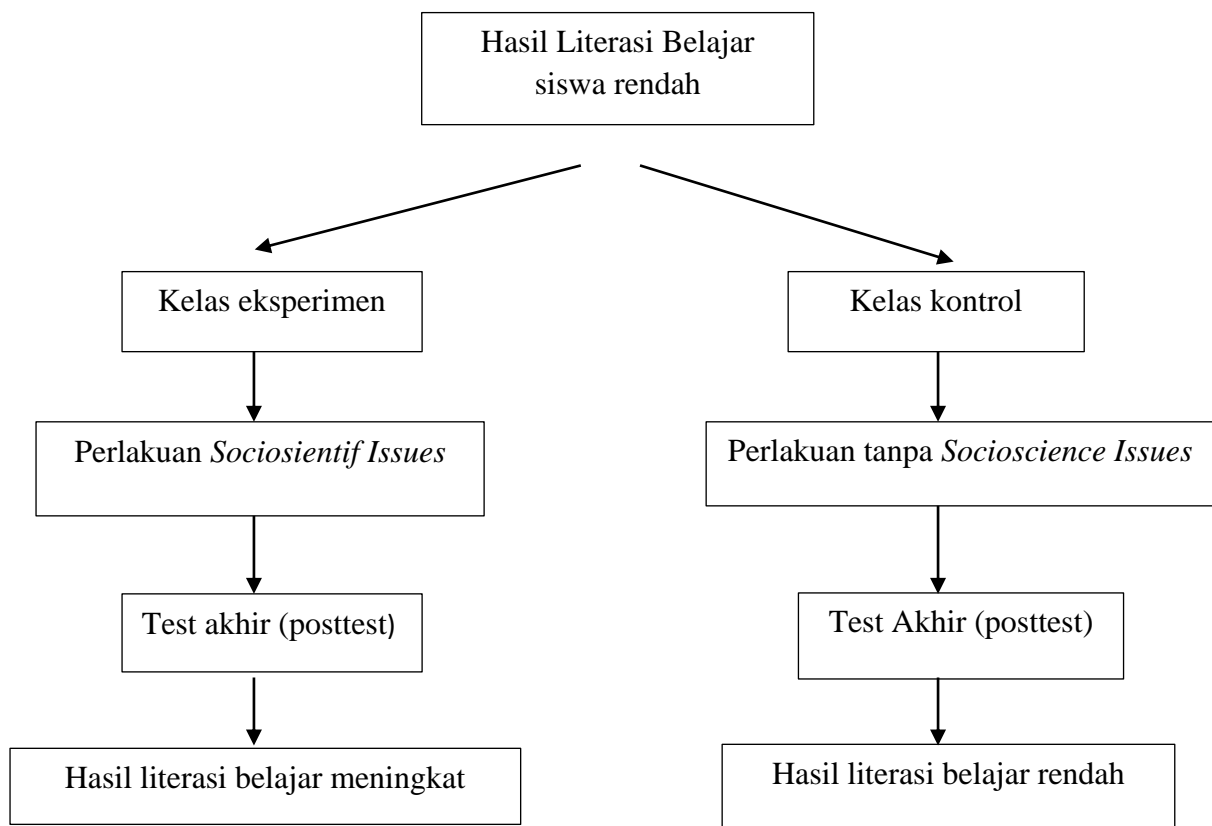 Hasil Literasi Belajar
siswa rendah
Kelas eksperimen
Kelas kontrol
Perlakuan Sociosientif Issues
Perlakuan tanpa Socioscience Issues
Test akhir (posttest)
Test Akhir (posttest)
Hasil literasi belajar meningkat
Hasil literasi belajar rendah